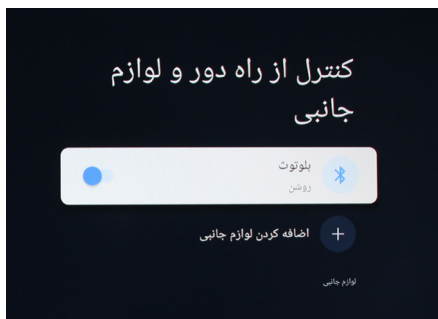 کنترل از راه دور و لوازم
جانبی
بلوتوث
روشن
اضافه کردن لوازم جانبی
لوازم جانبی